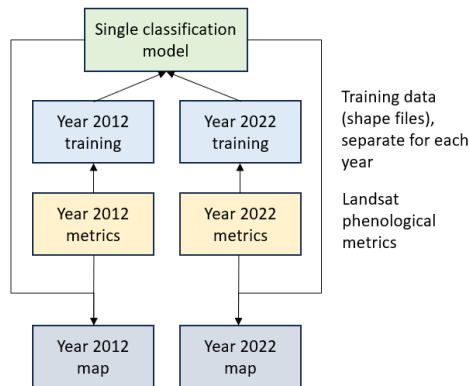 Single classification
model
Year 2012
training
Year 2022
training
Training data
(shape files),
separate for each
year
Year 2012
metrics
Year 2022
metrics
Landsat
phenological
metrics
Year 2012
map
Year 2022
map